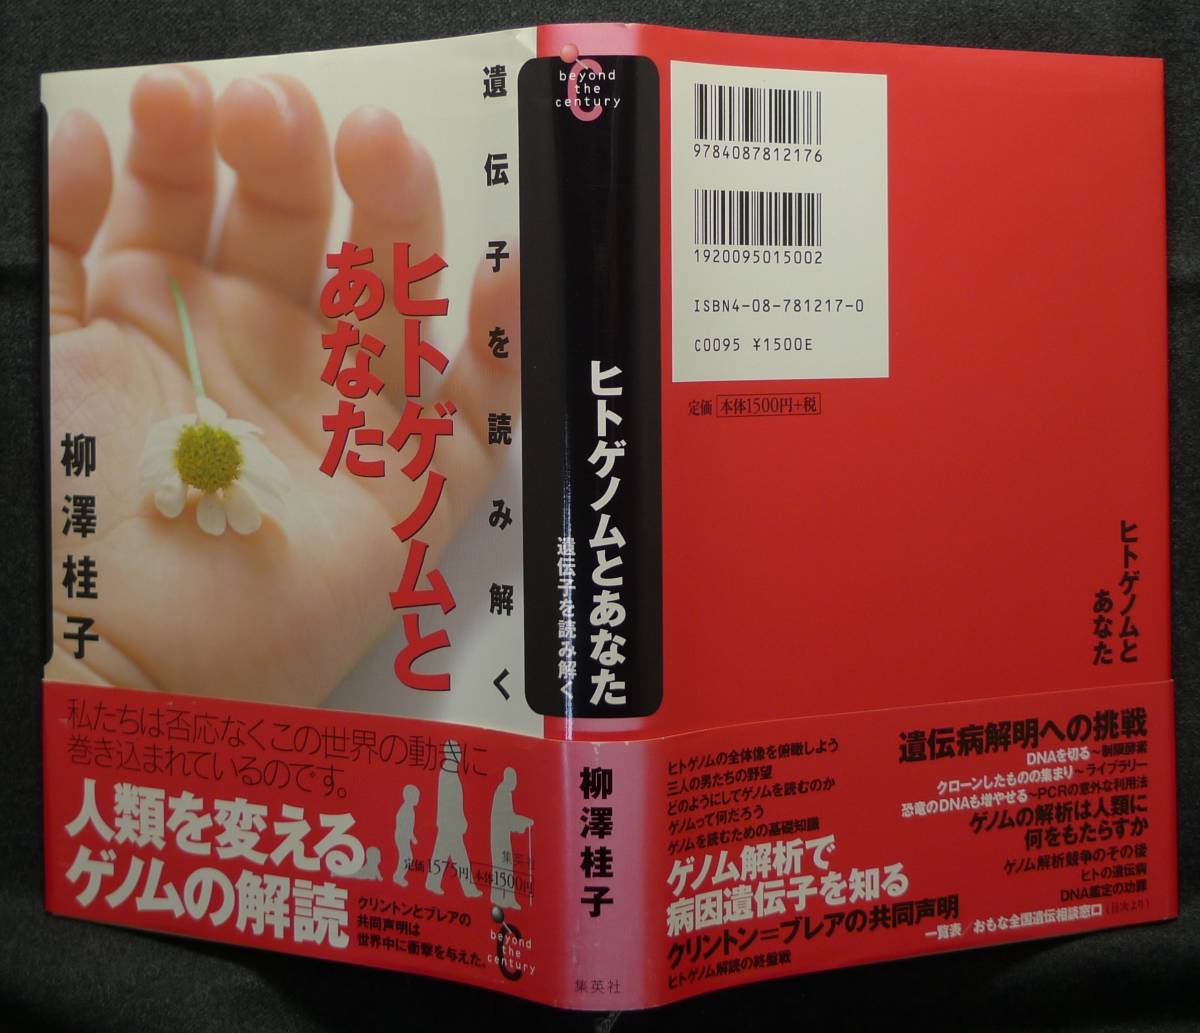 遺伝子を読み解く
ヒトゲノムと
あなた
柳澤桂子
私たちは否応なくこの世界の動きに
巻き込まれているのです。
人類を変える
ゲノムの解読
クリントンとブレアの
共同声明は
世界中に衝撃を与えた。
集英社
定価1575円 本体1500円
beyond
the
century
beyond
the
century
ヒトゲノムとあなた
遺伝子を読み解く
柳澤桂子
集英社
9784087812176
1920095015002
ISBN4-08-781217-0
C0095 ¥1500E
定価 本体1500円+税
ヒトゲノムと
あなた
ヒトゲノムの全体像を俯瞰しよう
三人の男たちの野望
どのようにしてゲノムを読むのか
ゲノムって何だろう
ゲノムを読むための基礎知識
ゲノム解析で
病因遺伝子を知る
クリントン=ブレアの共同声明
ヒトゲノム解読の終盤戦
遺伝病解明への挑戦
DNAを切る〜制限酵素
クローンしたものの集まり〜ライブラリー
恐竜のDNAも増やせる〜PCRの意外な利用法
ゲノムの解析は人類に
何をもたらすか
ゲノム解析競争のその後
ヒトの遺伝病
DNA鑑定の功罪
一覧表/おもな全国遺伝相談窓口(目次より)